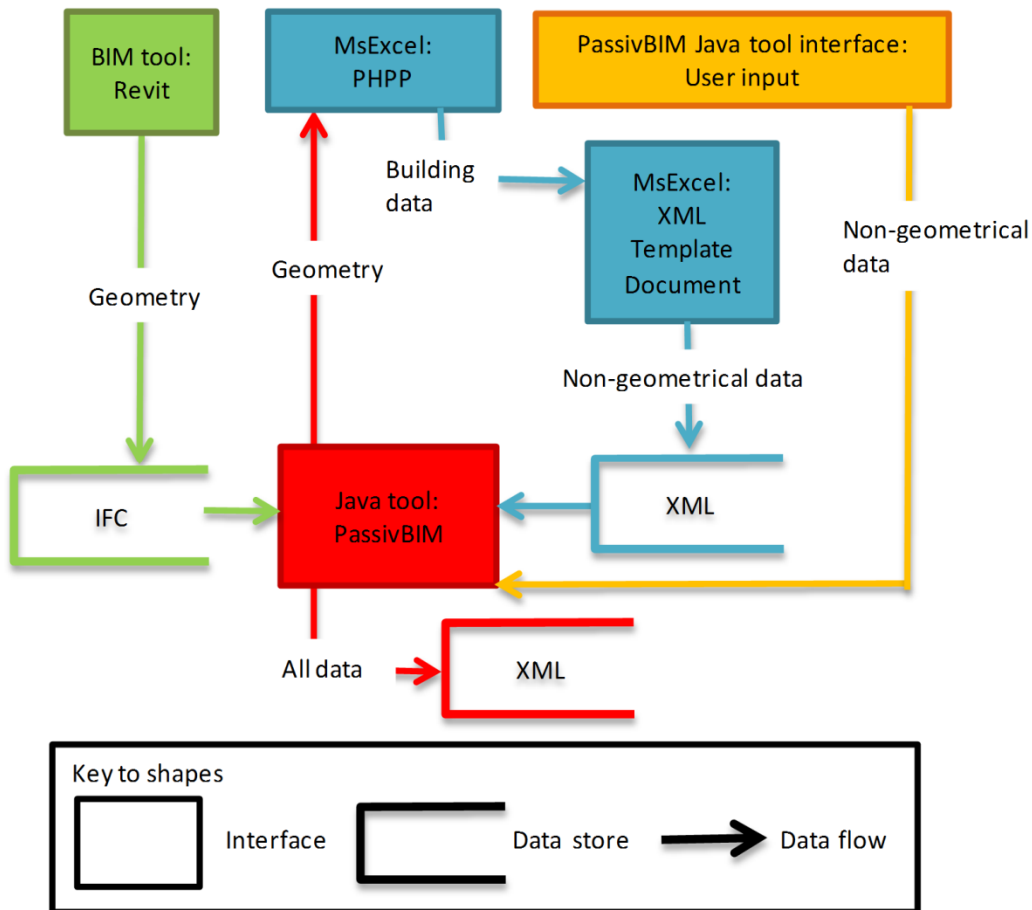 BIM tool:
Revit
MsExcel:
PHPP
PassivBIM Java tool interface:
User input
Building
data
MsExcel:
XML
Template
Document
Non-geometrical
data
Geometry
Geometry
Non-geometrical data
IFC
Java tool:
PassivBIM
XML
All data
XML
Key to shapes
Interface
Data store
Data flow